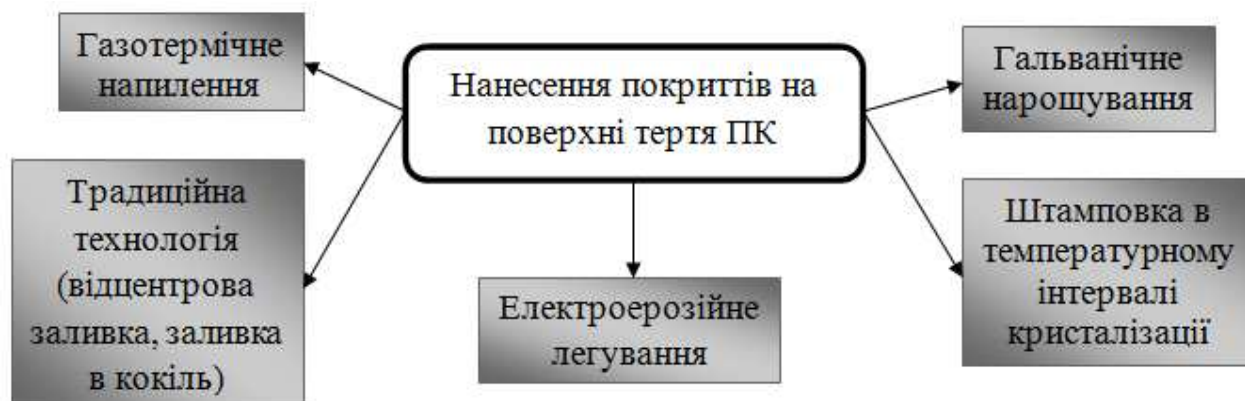 Газотермічне
напилення
Нанесення покриттів на
поверхні тертя ПК
Гальванічне
нарощування
Традиційна
технологія
(відцентрова
заливка, заливка
в кокіль)
Електроерозійне
легування
Штамповка в
температурному
інтервалі
кристалізації